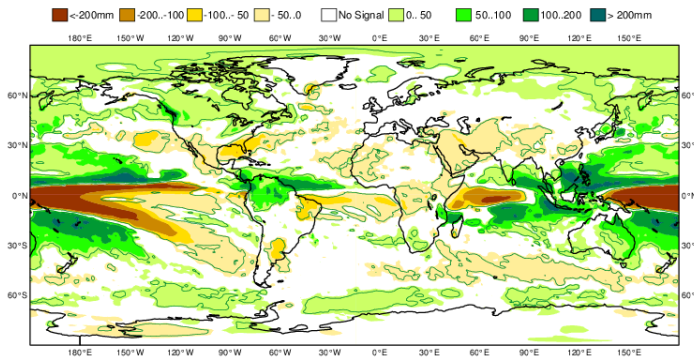 <-200mm -200..-100 -100..- 50 - 50..0 No Signal 0.. 50 50..100 100..200 > 200mm
180°E 150°W 120°W 90°W 60°W 30°W 0°E 30°E 60°E 90°E 120°E 150°E
60°N 60°N
30°N 30°N
0°N 0°N
30°S 30°S
60°S 60°S
180°E 150°W 120°W 90°W 60°W 30°W 0°E 30°E 60°E 90°E 120°E 150°E